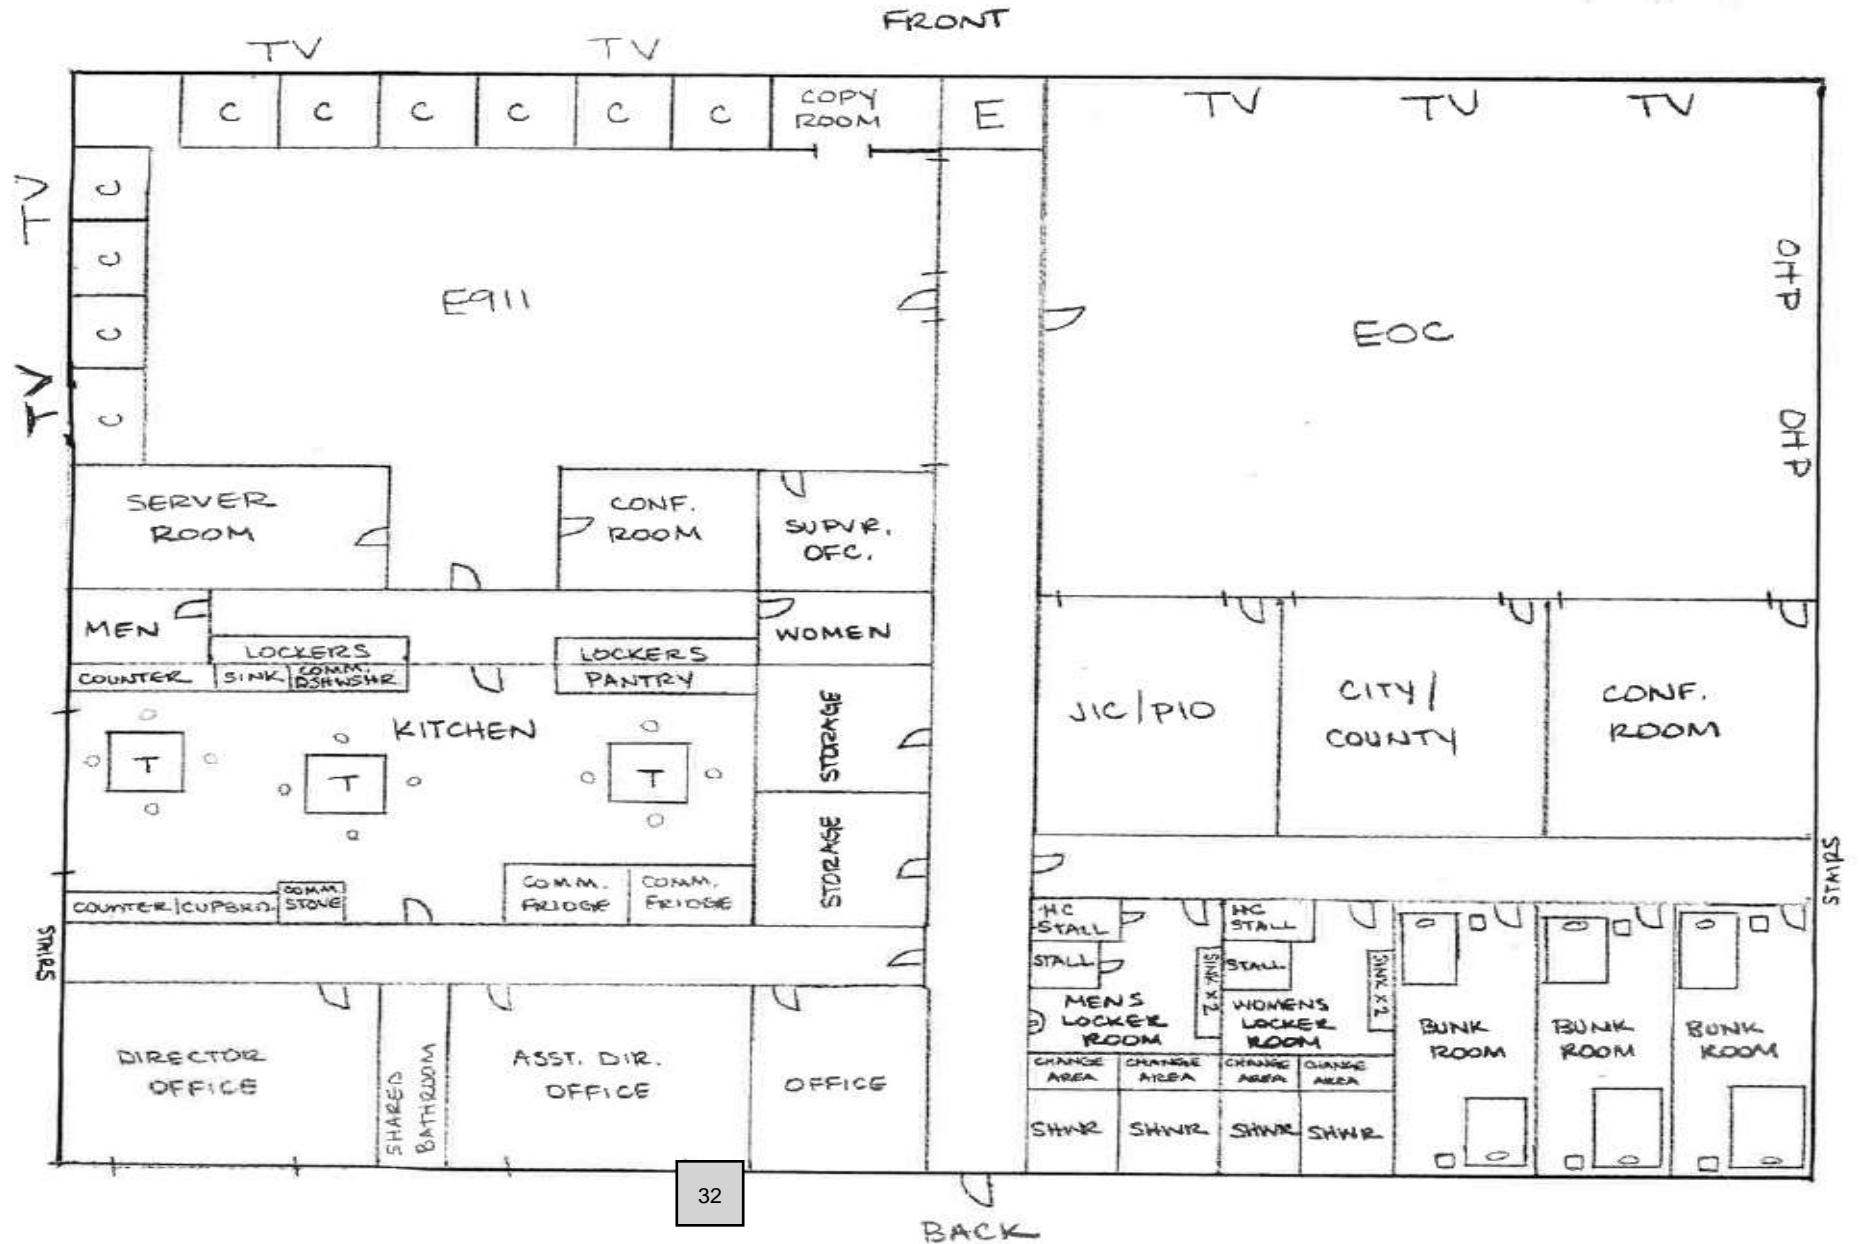 FRONT
TV
TV
C
C
C
C
C
C
COPY
ROOM
E
TV
TV
TV
TV
C
C
C
C
TV
E911
EOC
OHP
OHP
SERVER
ROOM
CONF.
ROOM
SUPVR.
OFC.
MEN
LOCKERS
LOCKERS
WOMEN
COUNTER
SINK
COMM.
DSHWSHR
PANTRY
KITCHEN
T
T
T
STORAGE
STORAGE
JIC/PIO
CITY/
COUNTY
CONF.
ROOM
COUNTER/CUPBRD.
COMM
STOVE
COMM.
FRIDGE
COMM.
FRIDGE
STAIRS
STAIRS
HC
STALL
STALL
SINK X2
MENS
LOCKER
ROOM
HC
STALL
STALL
SINK X2
WOMENS
LOCKER
ROOM
BUNK
ROOM
BUNK
ROOM
BUNK
ROOM
CHANGE
AREA
CHANGE
AREA
CHANGE
AREA
CHANGE
AREA
SHWR
SHWR
SHWR
SHWR
DIRECTOR
OFFICE
SHARED
BATHROOM
ASST. DIR.
OFFICE
OFFICE
32
BACK